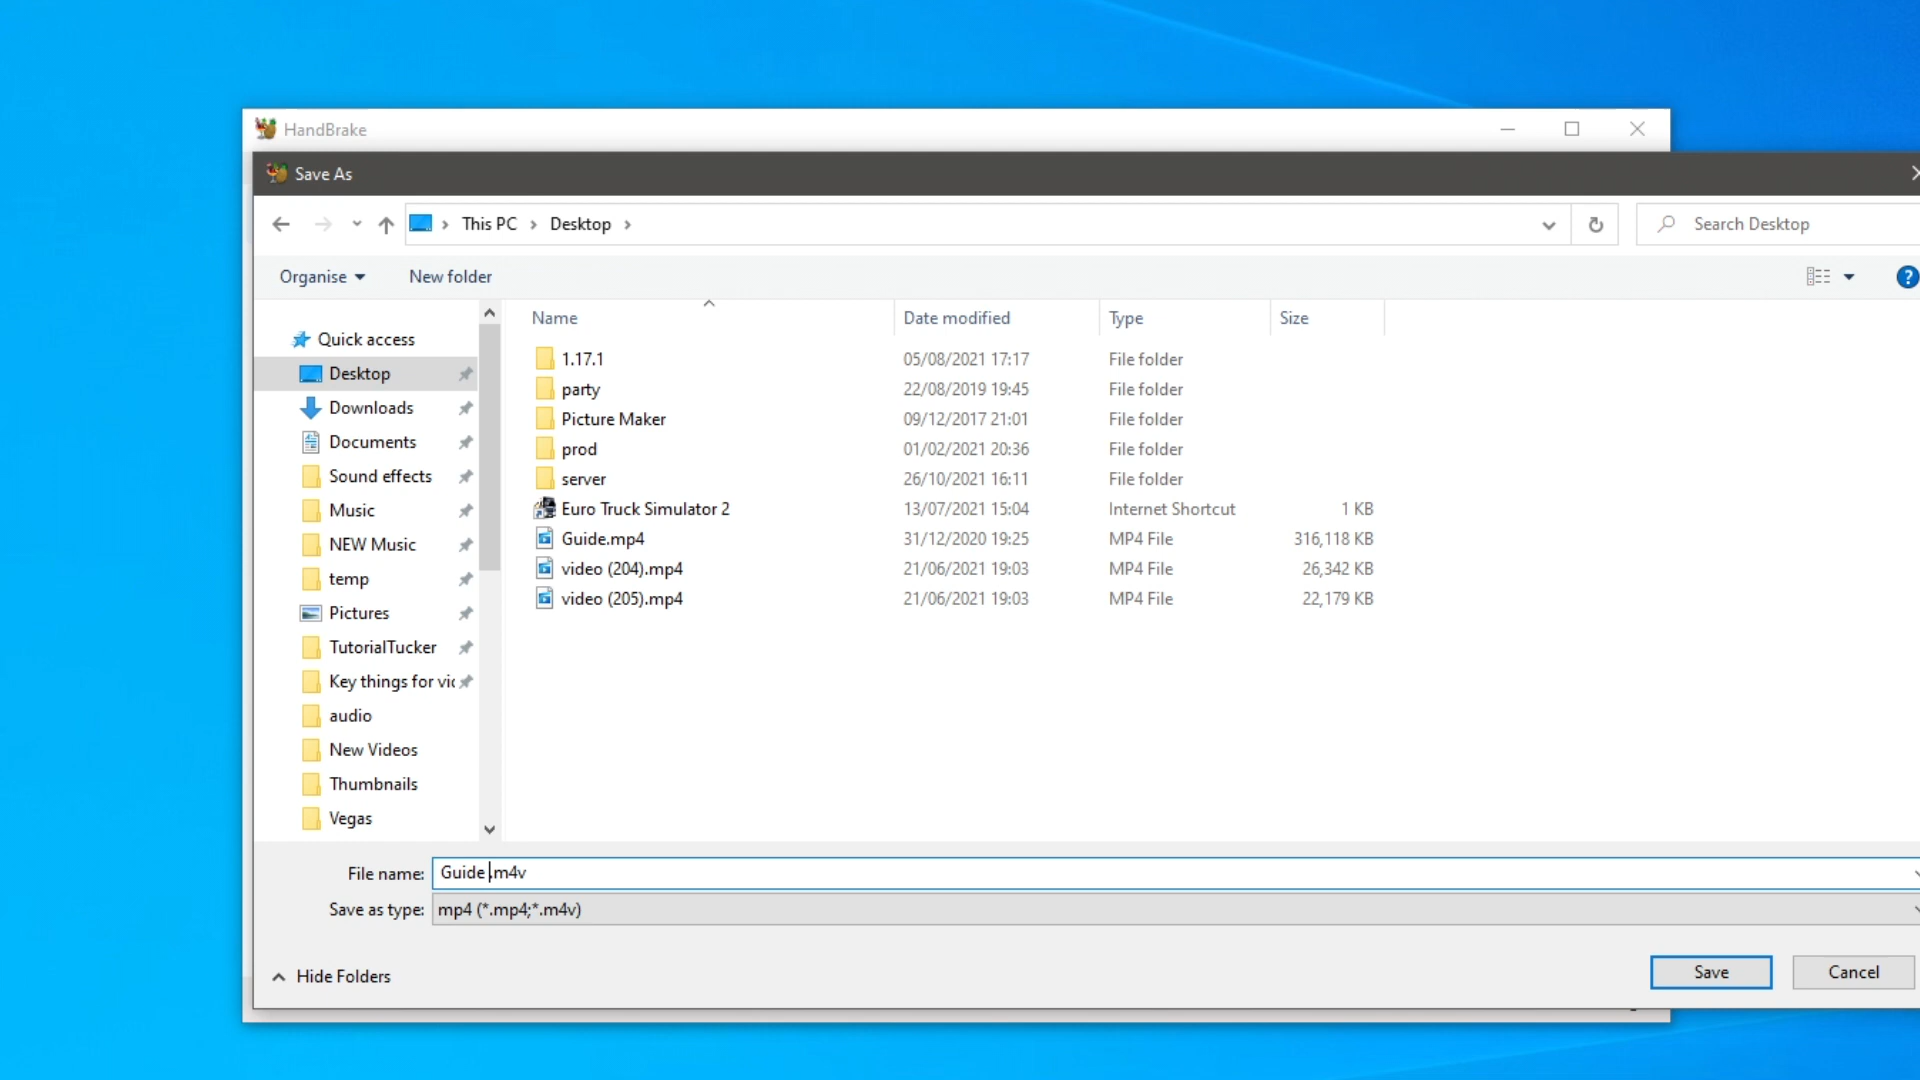 HandBrake
Save As
This PC > Desktop >
Search Desktop
Organise
New folder
?
Name
Date modified
Type
Size
Quick access
Desktop
Downloads
Documents
Sound effects
Music
NEW Music
temp
Pictures
TutorialTucker
Key things for vic
audio
New Videos
Thumbnails
Vegas
1.17.1 05/08/2021 17:17 File folder
party 22/08/2019 19:45 File folder
Picture Maker 09/12/2017 21:01 File folder
prod 01/02/2021 20:36 File folder
server 26/10/2021 16:11 File folder
Euro Truck Simulator 2 13/07/2021 15:04 Internet Shortcut 1 KB
Guide.mp4 31/12/2020 19:25 MP4 File 316,118 KB
video (204).mp4 21/06/2021 19:03 MP4 File 26,342 KB
video (205).mp4 21/06/2021 19:03 MP4 File 22,179 KB
File name: Guide .m4v
Save as type: mp4 (*.mp4;*.m4v)
Hide Folders
Save
Cancel